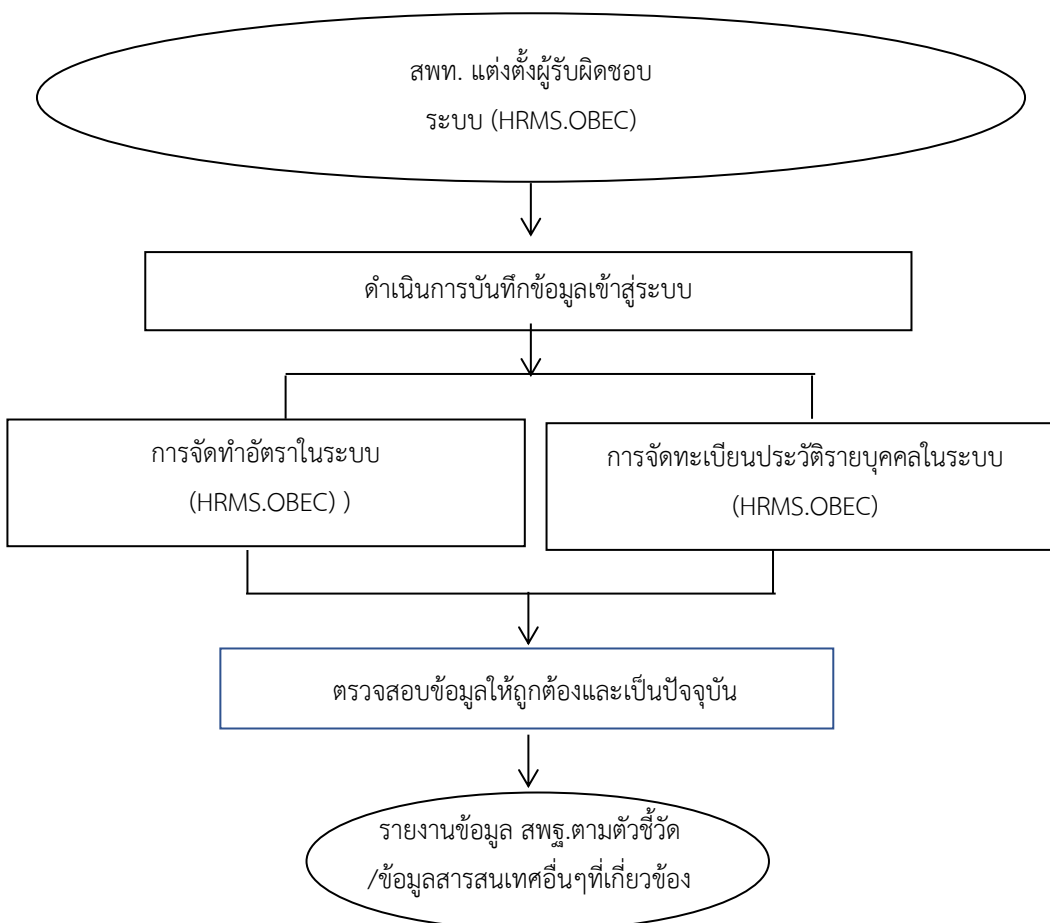 สพท. แต่งตั้งผู้รับผิดชอบ
ระบบ (HRMS.OBEC)
ดำเนินการบันทึกข้อมูลเข้าสู่ระบบ
การจัดทำอัตราในระบบ
(HRMS.OBEC) )
การจัดทะเบียนประวัติรายบุคคลในระบบ
(HRMS.OBEC)
ตรวจสอบข้อมูลให้ถูกต้องและเป็นปัจจุบัน
รายงานข้อมูล สพฐ.ตามตัวชี้วัด
/ข้อมูลสารสนเทศอื่นๆที่เกี่ยวข้อง